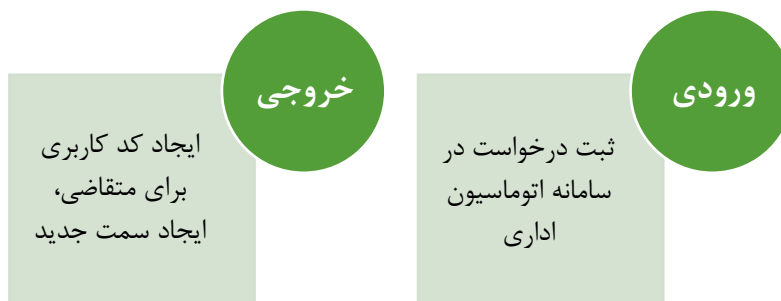 ورودی
ثبت درخواست در
سامانه اتوماسیون
اداری
خروجی
ایجاد کد کاربری
برای متقاضی،
ایجاد سمت جدید